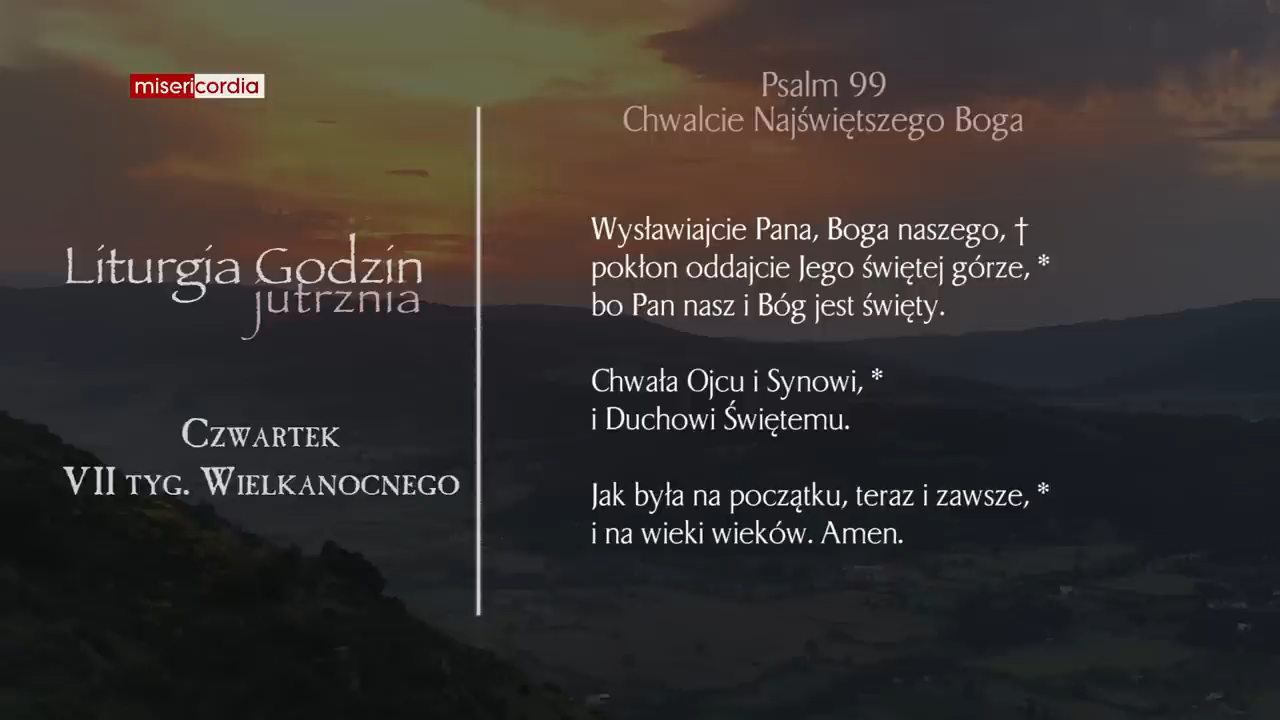 misericordia
Liturgia Godzin
jutrznia
Czwartek
VII tyg. Wielkanocnego
Psalm 99
Chwalcie Najświętszego Boga
Wysławiajcie Pana, Boga naszego, †
pokłon oddajcie Jego świętej górze, *
bo Pan nasz i Bóg jest święty.
Chwała Ojcu i Synowi, *
i Duchowi Świętemu.
Jak była na początku, teraz i zawsze, *
i na wieki wieków. Amen.